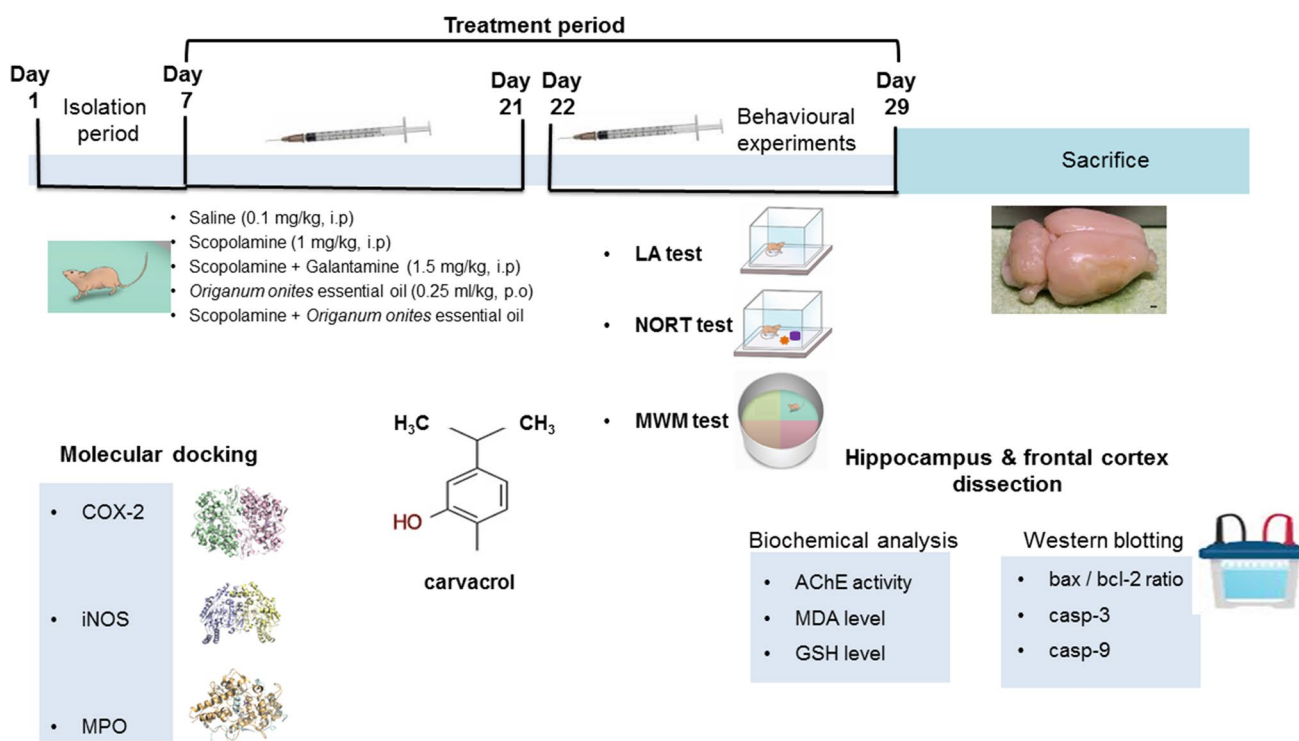 Treatment period
Day
1
Isolation
period
Day
7
Day
21
Day
22
Behavioural
experiments
Day
29
Sacrifice
• Saline (0.1 mg/kg, i.p)
• Scopolamine (1 mg/kg, i.p)
• Scopolamine + Galantamine (1.5 mg/kg, i.p)
• Origanum onites essential oil (0.25 ml/kg, p.o)
• Scopolamine + Origanum onites essential oil
• LA test
• NORT test
• MWM test
Molecular docking
• COX-2
• iNOS
• MPO
H₃C
CH₃
HO
carvacrol
Hippocampus & frontal cortex
dissection
Biochemical analysis
• AChE activity
• MDA level
• GSH level
Western blotting
• bax / bcl-2 ratio
• casp-3
• casp-9